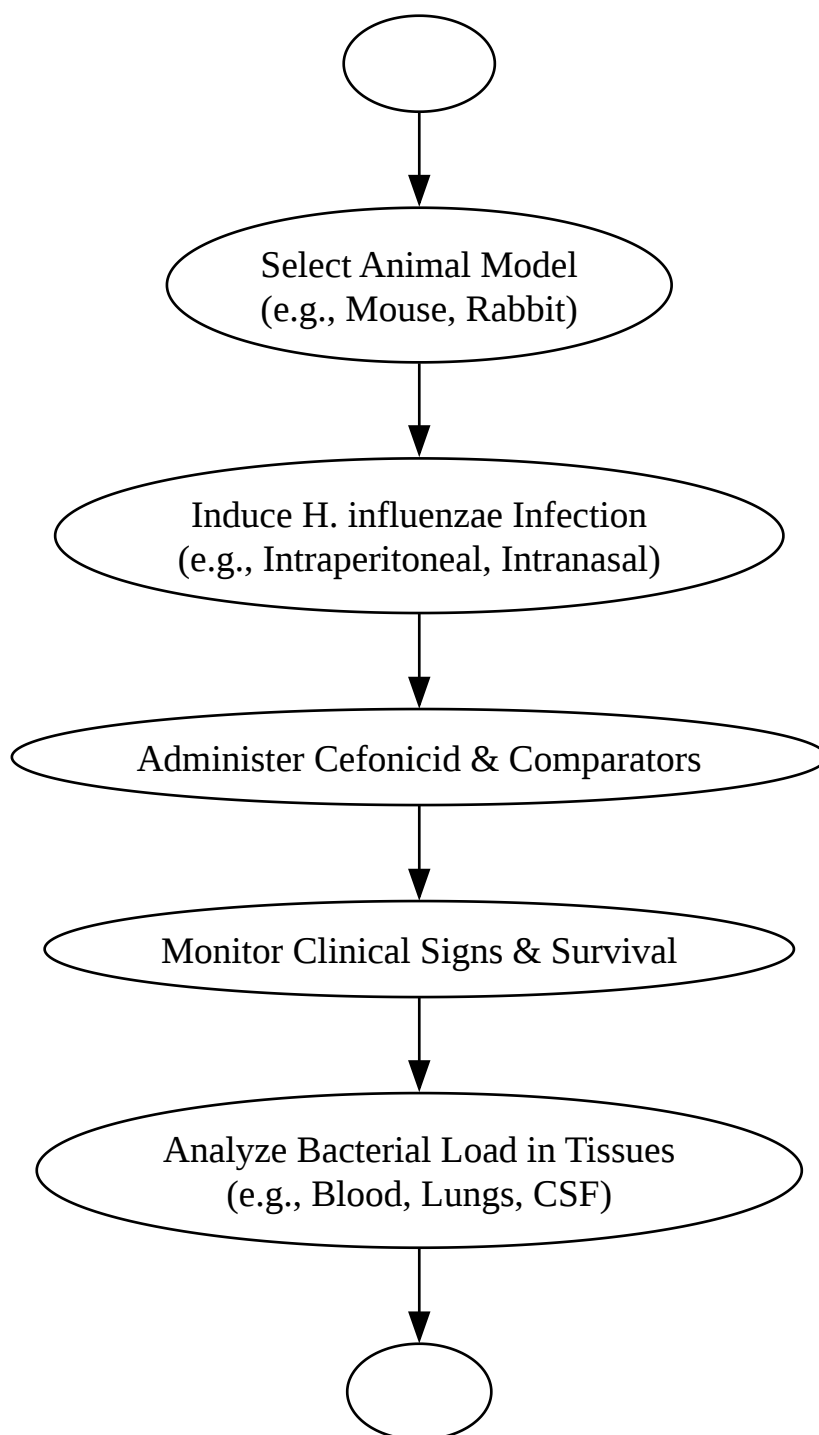 Select Animal Model
(e.g., Mouse, Rabbit)
Induce H. influenzae Infection
(e.g., Intraperitoneal, Intranasal)
Administer Cefonicid & Comparators
Monitor Clinical Signs & Survival
Analyze Bacterial Load in Tissues
(e.g., Blood, Lungs, CSF)